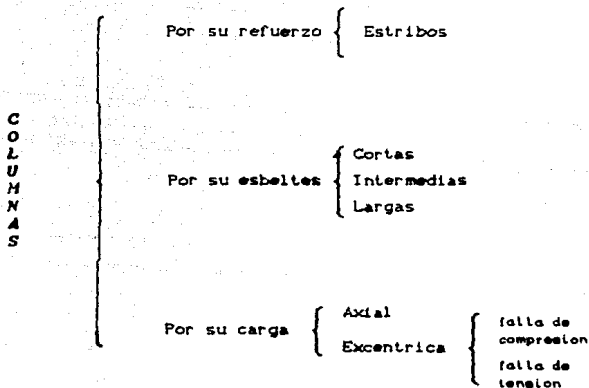 COLUMNAS
Por su refuerzo { Estribos
Por su esbeltes { Cortas
Intermedias
Largas
Por su carga { Axial
Excentrica { falla de
compresion
falla de
tension